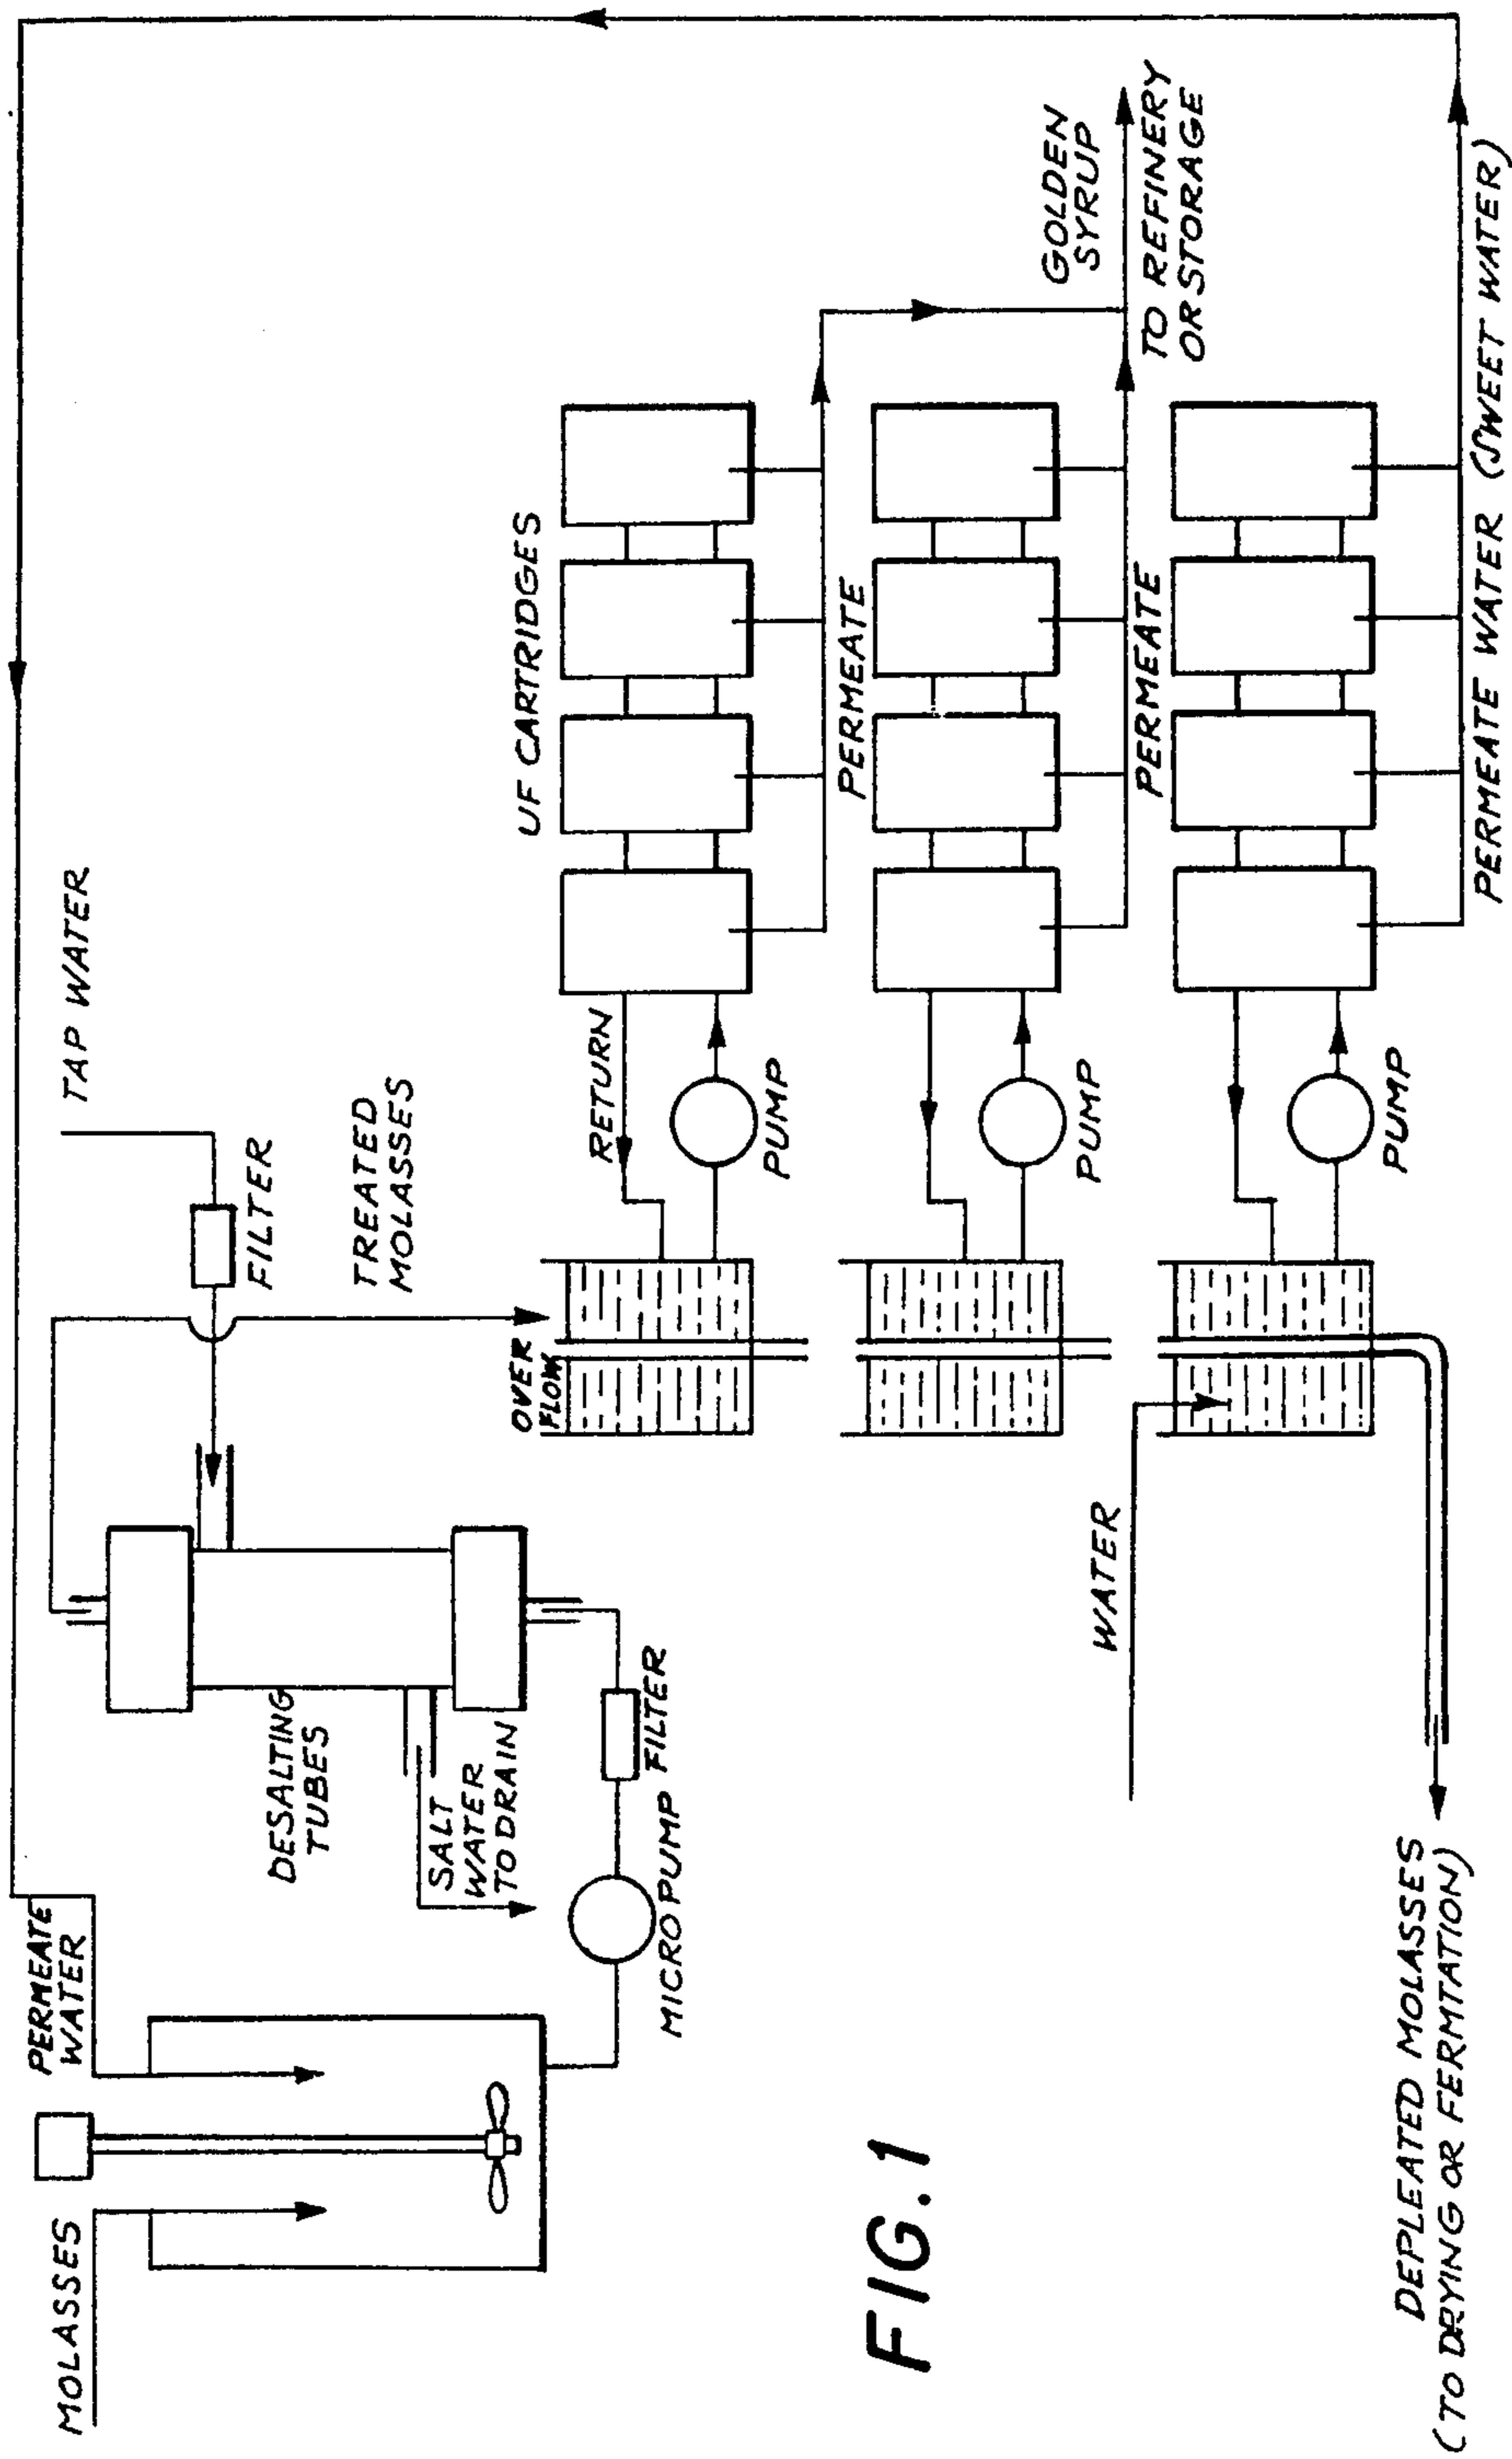 MOLASSES
PERMEATE
WATER
TAP WATER
FILTER
TREATED
MOLASSES
DESALTING
TUBES
SALT
WATER
TO DRAIN
MICROPUMP
FILTER
OVER
FLOW
RETURN
PUMP
UF CARTRIDGES
PERMEATE
GOLDEN
SYRUP
TO REFINERY
OR STORAGE
PUMP
PERMEATE
WATER
PUMP
PERMEATE WATER (SWEET WATER)
DEPLEATED MOLASSES
(TO DRYING OR FERMTATION)
FIG.1